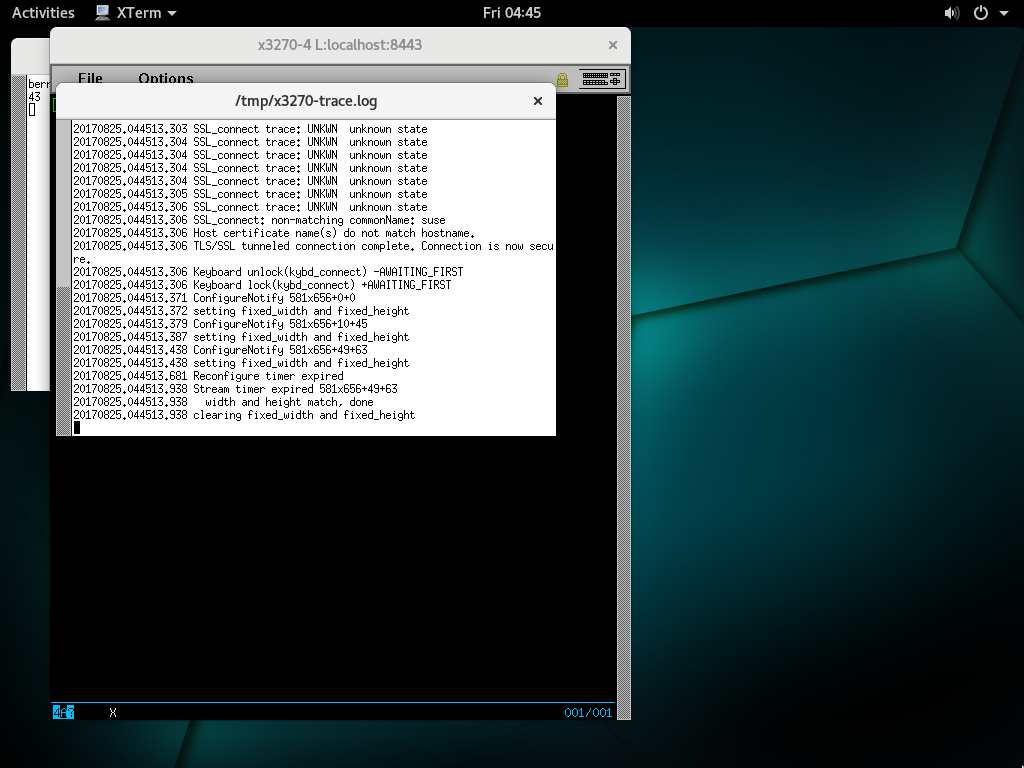 Activities XTerm Fri 04:45
x3270-4 L:localhost:8443
File Options
berr
43
/tmp/x3270-trace.log
20170825.044513.303 SSL_connect trace: UNKWN  unknown state
20170825.044513.304 SSL_connect trace: UNKWN  unknown state
20170825.044513.304 SSL_connect trace: UNKWN  unknown state
20170825.044513.304 SSL_connect trace: UNKWN  unknown state
20170825.044513.304 SSL_connect trace: UNKWN  unknown state
20170825.044513.305 SSL_connect trace: UNKWN  unknown state
20170825.044513.306 SSL_connect trace: UNKWN  unknown state
20170825.044513.306 SSL_connect: non-matching commonName: suse
20170825.044513.306 Host certificate name(s) do not match hostname.
20170825.044513.306 TLS/SSL tunneled connection complete. Connection is now secu
re.
20170825.044513.306 Keyboard unlock(kybd_connect) -AWAITING_FIRST
20170825.044513.306 Keyboard lock(kybd_connect) +AWAITING_FIRST
20170825.044513.371 ConfigureNotify 581x656+0+0
20170825.044513.372 setting fixed_width and fixed_height
20170825.044513.379 ConfigureNotify 581x656+10+45
20170825.044513.387 setting fixed_width and fixed_height
20170825.044513.438 ConfigureNotify 581x656+49+63
20170825.044513.438 setting fixed_width and fixed_height
20170825.044513.681 Reconfigure timer expired
20170825.044513.938 Stream timer expired 581x656+49+63
20170825.044513.938   width and height match, done
20170825.044513.938 clearing fixed_width and fixed_height
4A? X 001/001